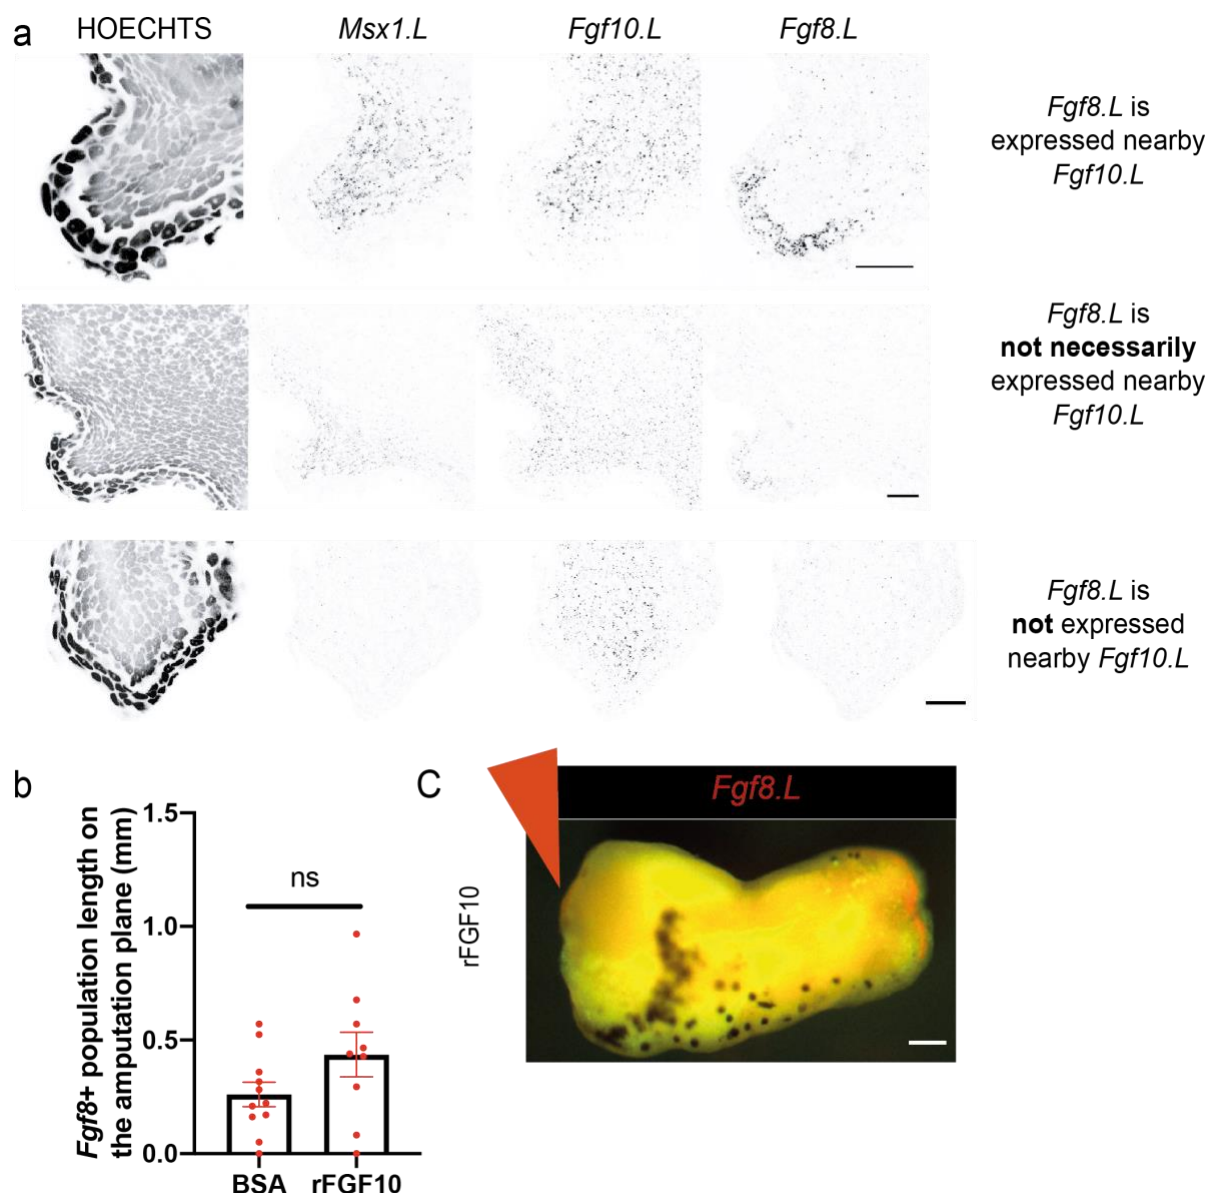 a
HOECHTS
Msx1.L
Fgf10.L
Fgf8.L
Fgf8.L is
expressed nearby
Fgf10.L
Fgf8.L is
not necessarily
expressed nearby
Fgf10.L
Fgf8.L is
not expressed
nearby Fgf10.L
b
Fgf8+ population length on
the amputation plane (mm)
1.5
1.0
0.5
0.0
ns
BSA
rFGF10
C
Fgf8.L
rFGF10